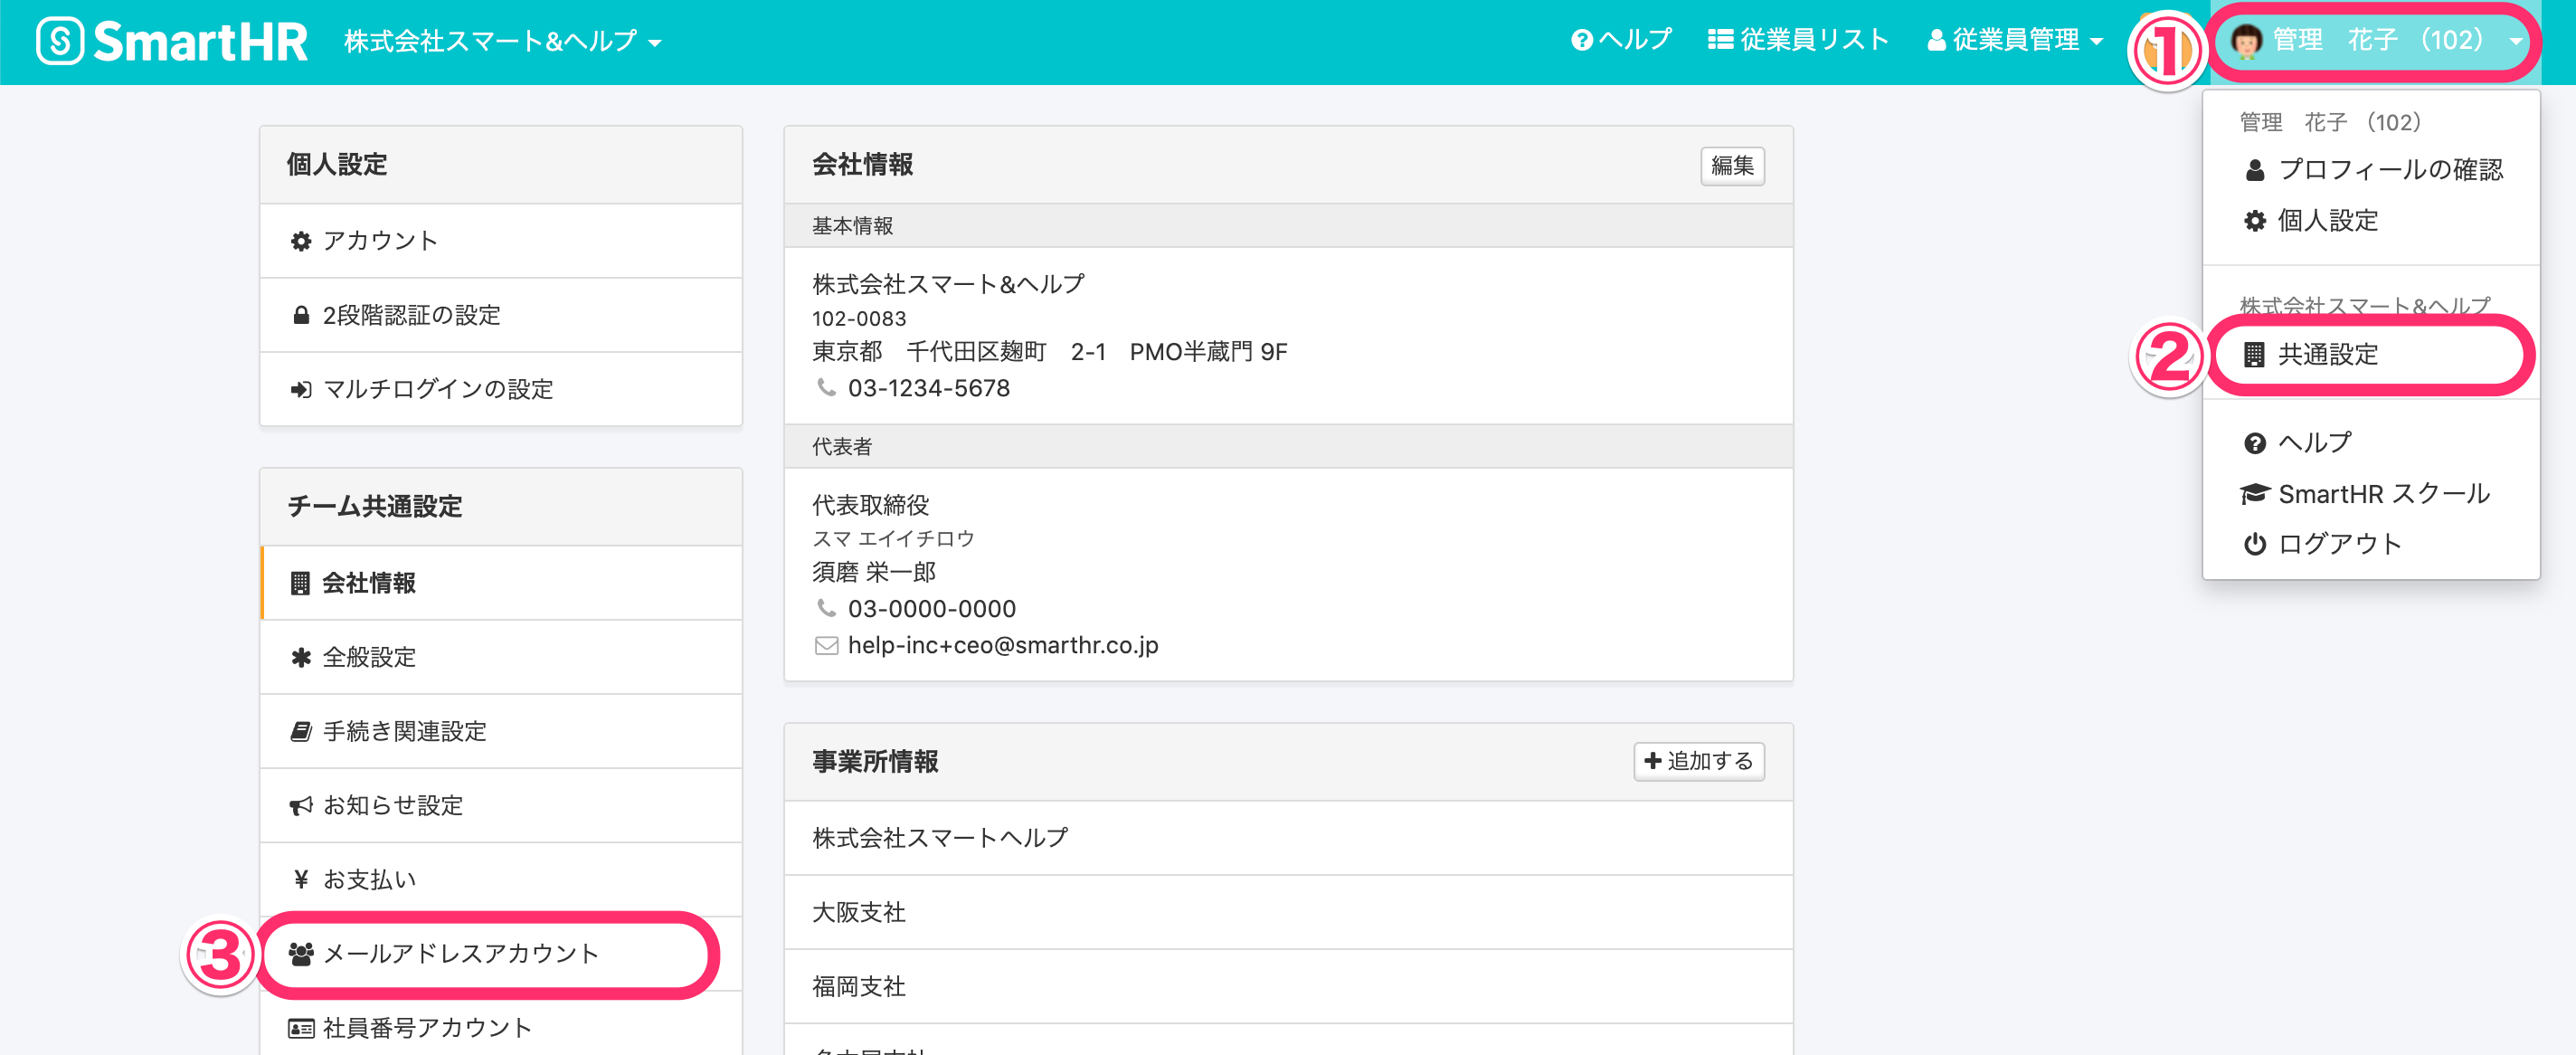 SmartHR 株式会社スマート&ヘルプ ヘルプ 従業員リスト 従業員管理 ① 管理　花子（102）
管理　花子（102）
プロフィールの確認
個人設定
株式会社スマート&ヘルプ
② 共通設定
ヘルプ
SmartHR スクール
ログアウト
個人設定
アカウント
2段階認証の設定
マルチログインの設定
チーム共通設定
会社情報
全般設定
手続き関連設定
お知らせ設定
¥ お支払い
③ メールアドレスアカウント
社員番号アカウント
会社情報 編集
基本情報
株式会社スマート&ヘルプ
102-0083
東京都　千代田区麹町　2-1　PMO半蔵門 9F
03-1234-5678
代表者
代表取締役
スマ エイイチロウ
須磨 栄一郎
03-0000-0000
help-inc+ceo@smarthr.co.jp
事業所情報 追加する
株式会社スマートヘルプ
大阪支社
福岡支社